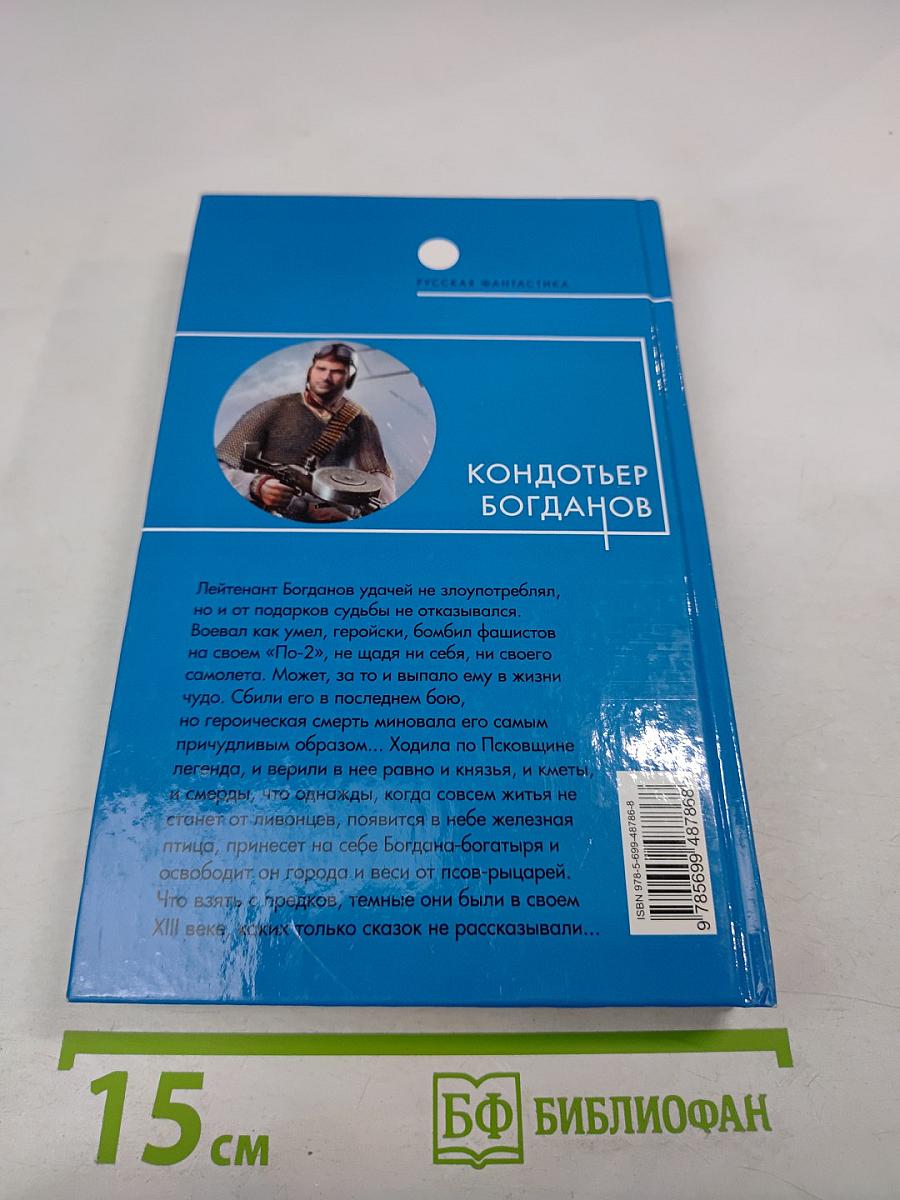 РУССКАЯ ФАНТАСТИКА
КОНДОТЬЕР
БОГДАНОВ
Лейтенант Богданов удачей не злоупотреблял,
но и от подарков судьбы не отказывался.
Воевал как умел, геройски, бомбил фашистов
на своем «По-2», не щадя ни себя, ни своего
самолета. Может, за то и выпало ему в жизни
чудо. Сбили его в последнем бою,
но героическая смерть миновала его самым
причудливым образом... Ходила по Псковщине
легенда, и верили в нее равно и князья, и кметы,
и смерды, что однажды, когда совсем житья не
станет от ливонцев, появится в небе железная
птица, принесет на себе Богдана-богатыря и
освободит он города и веси от псов-рыцарей.
Что взять с предков, темные они были в своем
XIII веке, каких только сказок не рассказывали...
ISBN 978-5-699-48786-8
9 785699 487868
15 см
БФ БИБЛИОФАН